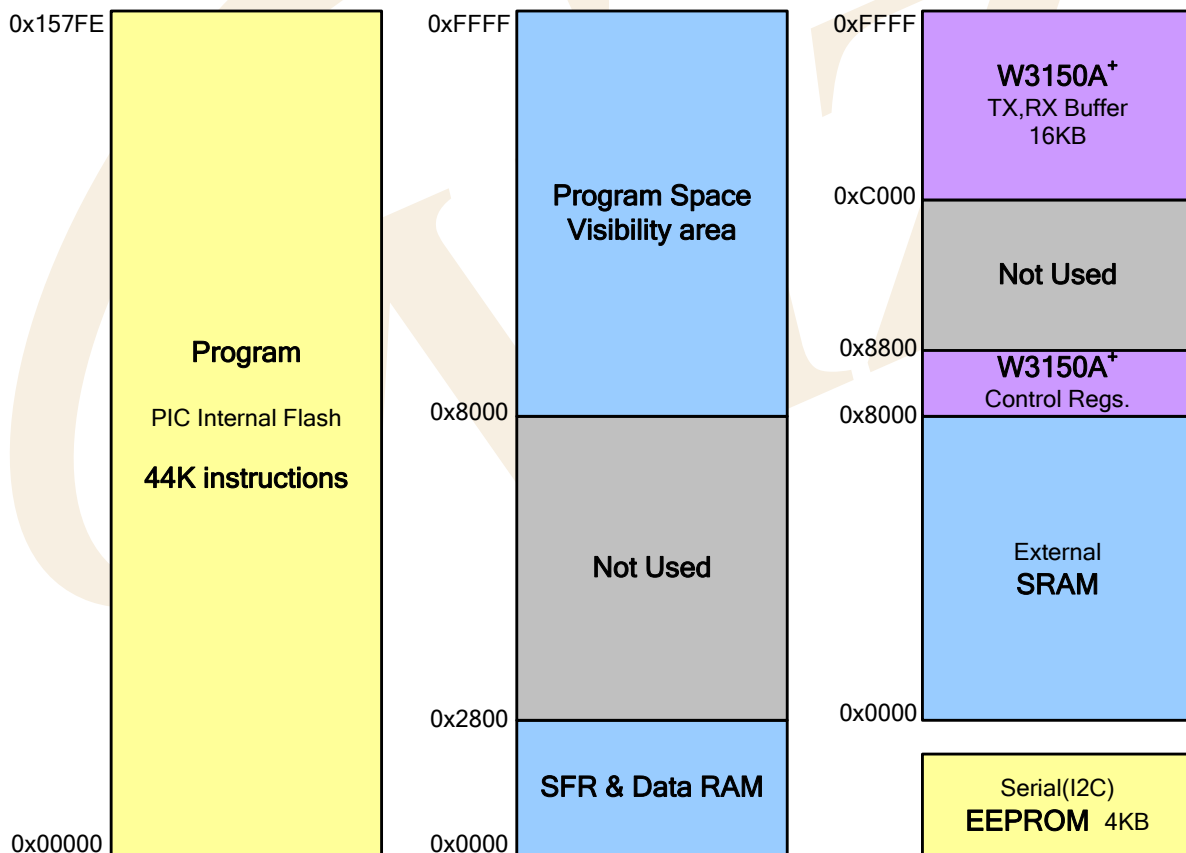 0x157FE
Program
PIC Internal Flash
44K instructions
0x00000
0xFFFF
Program Space
Visibility area
0x8000
Not Used
0x2800
SFR & Data RAM
0x0000
0xFFFF
W3150A+
TX,RX Buffer
16KB
0xC000
Not Used
0x8800
W3150A+
Control Regs.
0x8000
External
SRAM
0x0000
Serial(I2C)
EEPROM 4KB